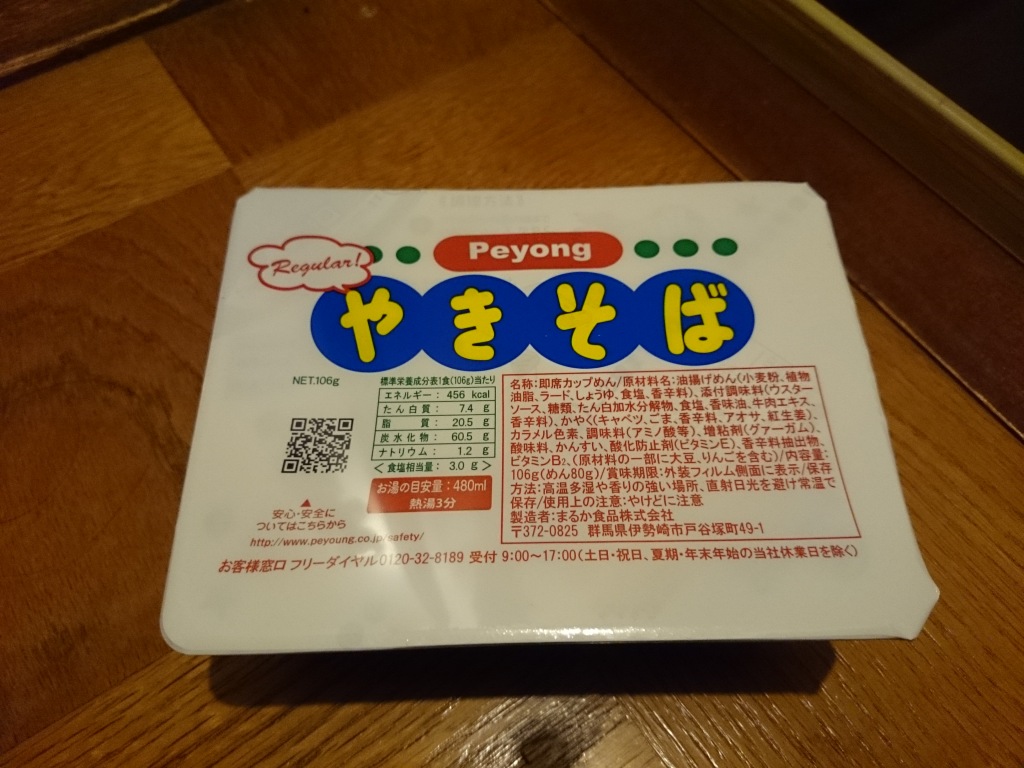 Peyong
Regular!
やきそば
NET.106g
標準栄養成分表1食(106g)当たり
エネルギー: 456 kcal
たん白質: 7.4 g
脂質: 20.5 g
炭水化物: 60.5 g
ナトリウム: 1.2 g
<食塩相当量: 3.0 g>
お湯の目安量:480ml
熱湯3分
安心・安全に
ついてはこちらから
http://www.peyoung.co.jp/safety/
名称:即席カップめん/原材料名:油揚げめん(小麦粉、植物
油脂、ラード、しょうゆ、食塩、香辛料)、添付調味料(ウスター
ソース、糖類、たん白加水分解物、食塩、香味油、牛肉エキス、
香辛料)、かやく(キャベツ、ごま、香辛料、アオサ、紅生姜)、
カラメル色素、調味料(アミノ酸等)、増粘剤(グァーガム)、
酸味料、かんすい、酸化防止剤(ビタミンE)、香辛料抽出物、
ビタミンB₂、(原材料の一部に大豆、りんごを含む)/内容量:
106g(めん80g)/賞味期限:外装フィルム側面に表示/保存
方法:高温多湿や香りの強い場所、直射日光を避け常温で
保存/使用上の注意:やけどに注意
製造者:まるか食品株式会社
〒372-0825 群馬県伊勢崎市戸谷塚町49-1
お客様窓口 フリーダイヤル0120-32-8189 受付 9:00~17:00(土日・祝日、夏期・年末年始の当社休業日を除く)